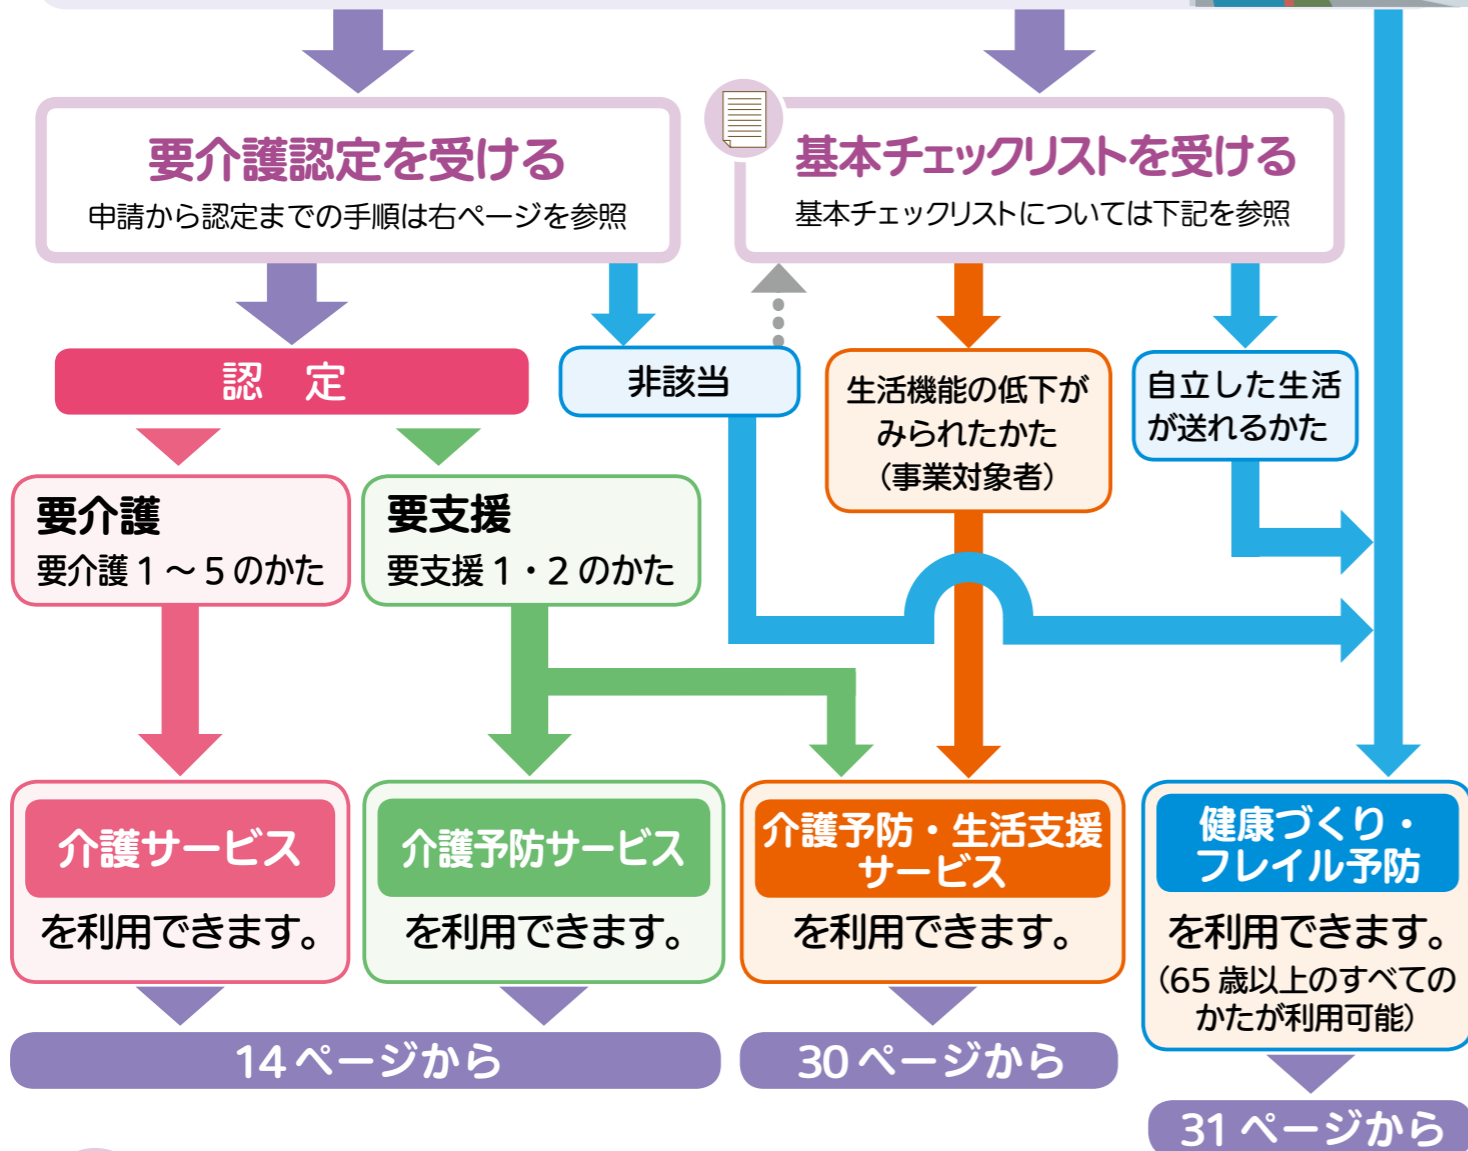 要介護認定を受ける
申請から認定までの手順は右ページを参照
基本チェックリストを受ける
基本チェックリストについては下記を参照
認 定
非該当
生活機能の低下が
みられたかた
（事業対象者）
自立した生活
が送れるかた
要介護
要介護１～５のかた
要支援
要支援１・２のかた
介護サービス
を利用できます。
介護予防サービス
を利用できます。
介護予防・生活支援
サービス
を利用できます。
健康づくり・
フレイル予防
を利用できます。
（65 歳以上のすべての
かたが利用可能）
14 ページから
30 ページから
31 ページから